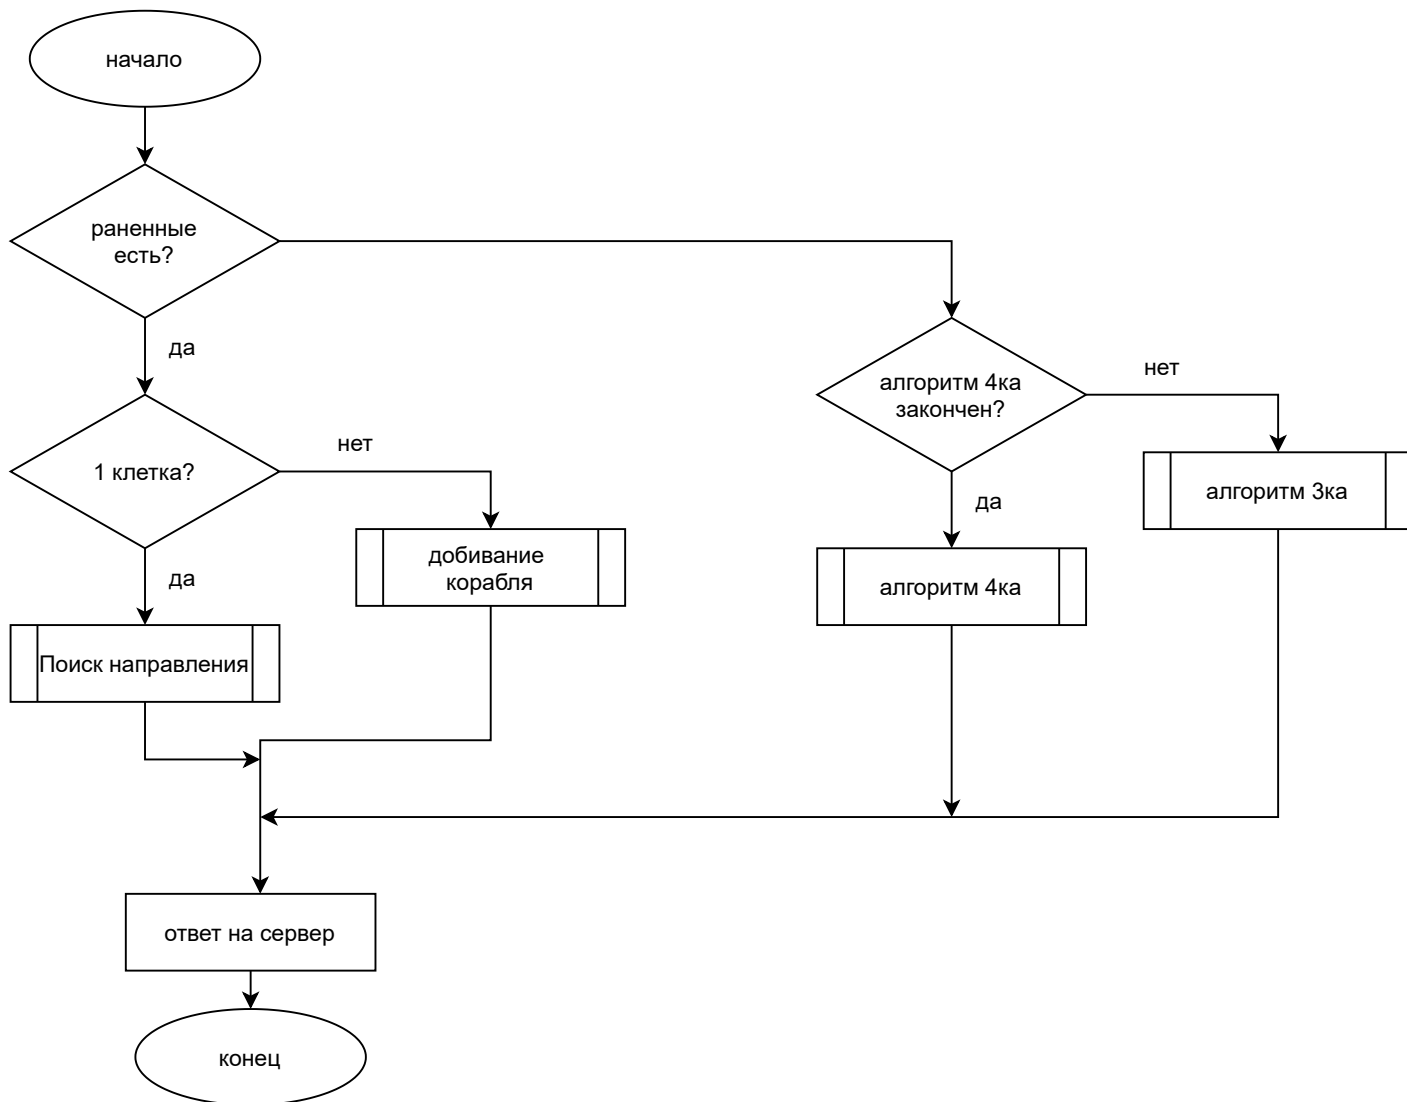 начало
раненные
есть?
да
алгоритм 4ка
закончен?
нет
1 клетка?
нет
да
алгоритм 3ка
добивание
корабля
да
алгоритм 4ка
Поиск направления
ответ на сервер
конец